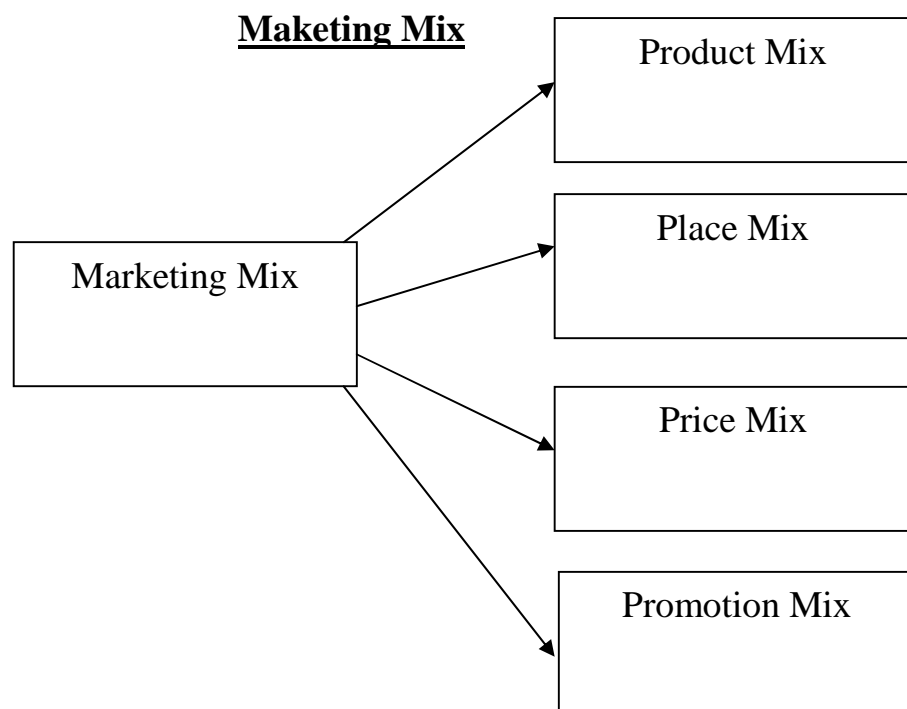 Maketing Mix
Product Mix
Place Mix
Marketing Mix
Price Mix
Promotion Mix